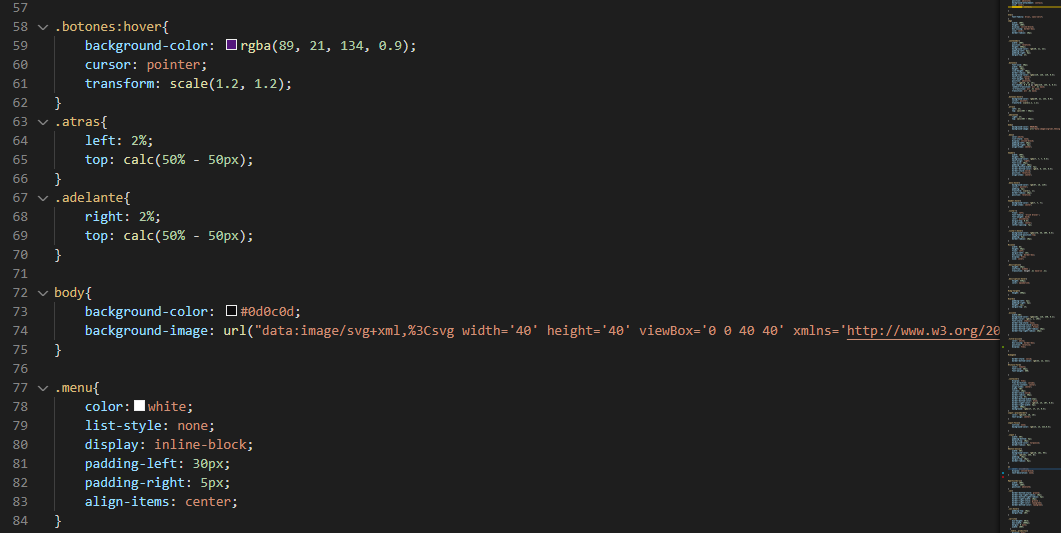 57
58 .botones:hover{
59 background-color: rgba(89, 21, 134, 0.9);
60 cursor: pointer;
61 transform: scale(1.2, 1.2);
62 }
63 .atras{
64 left: 2%;
65 top: calc(50% - 50px);
66 }
67 .adelante{
68 right: 2%;
69 top: calc(50% - 50px);
70 }
71
72 body{
73 background-color: #0d0c0d;
74 background-image: url("data:image/svg+xml,%3Csvg width='40' height='40' viewBox='0 0 40 40' xmlns='http://www.w3.org/20
75 }
76
77 .menu{
78 color: white;
79 list-style: none;
80 display: inline-block;
81 padding-left: 30px;
82 padding-right: 5px;
83 align-items: center;
84 }